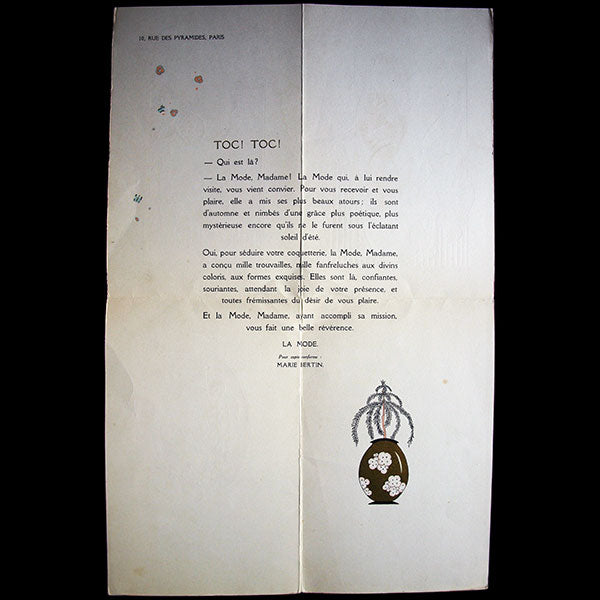 10, RUE DES PYRAMIDES, PARIS
TOC! TOC!
— Qui est là?
— La Mode, Madame! La Mode qui, à lui rendre
visite, vous vient convier. Pour vous recevoir et vous
plaire, elle a mis ses plus beaux atours; ils sont
d'automne et nimbés d'une grâce plus poétique, plus
mystérieuse encore qu'ils ne le furent sous l'éclatant
soleil d'été.
Oui, pour séduire votre coquetterie, la Mode, Madame,
a conçu mille trouvailles, mille fanfreluches aux divins
coloris, aux formes exquises. Elles sont là, confiantes,
souriantes, attendant la joie de votre présence, et
toutes frémissantes du désir de vous plaire.
Et la Mode, Madame, ayant accompli sa mission,
vous fait une belle révérence.
LA MODE.
Pour copie conforme :
MARIE BERTIN.